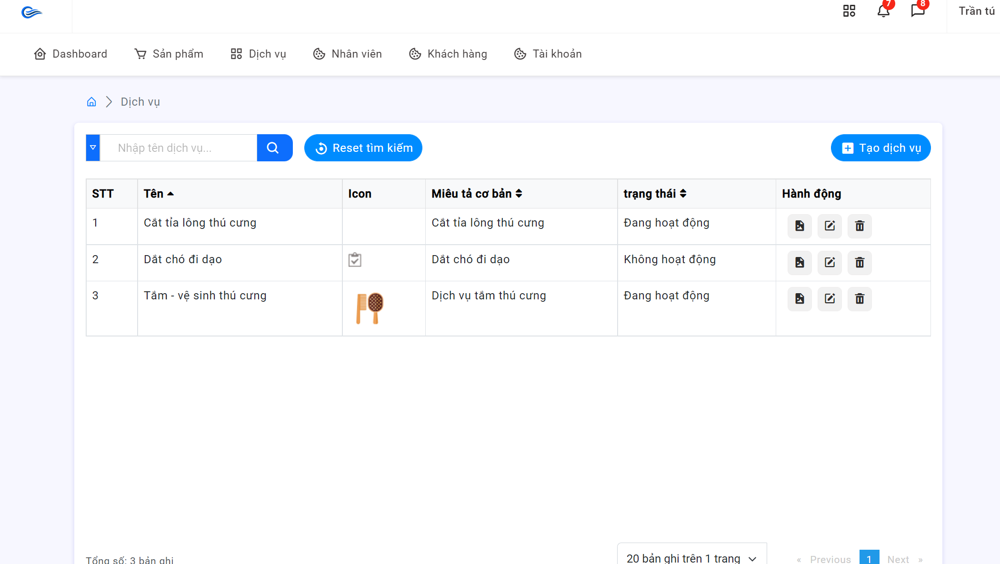 7
8
Trần tú
Dashboard
Sản phẩm
Dịch vụ
Nhân viên
Khách hàng
Tài khoản
Dịch vụ
Nhập tên dịch vụ...
Reset tìm kiếm
Tạo dịch vụ
STT Tên Icon Miêu tả cơ bản trạng thái Hành động
1 Cắt tỉa lông thú cưng Cắt tỉa lông thú cưng Đang hoạt động
2 Dắt chó đi dạo Dắt chó đi dạo Không hoạt động
3 Tắm - vệ sinh thú cưng Dịch vụ tắm thú cưng Đang hoạt động
Tổng số: 3 bản ghi
20 bản ghi trên 1 trang
« Previous 1 Next »